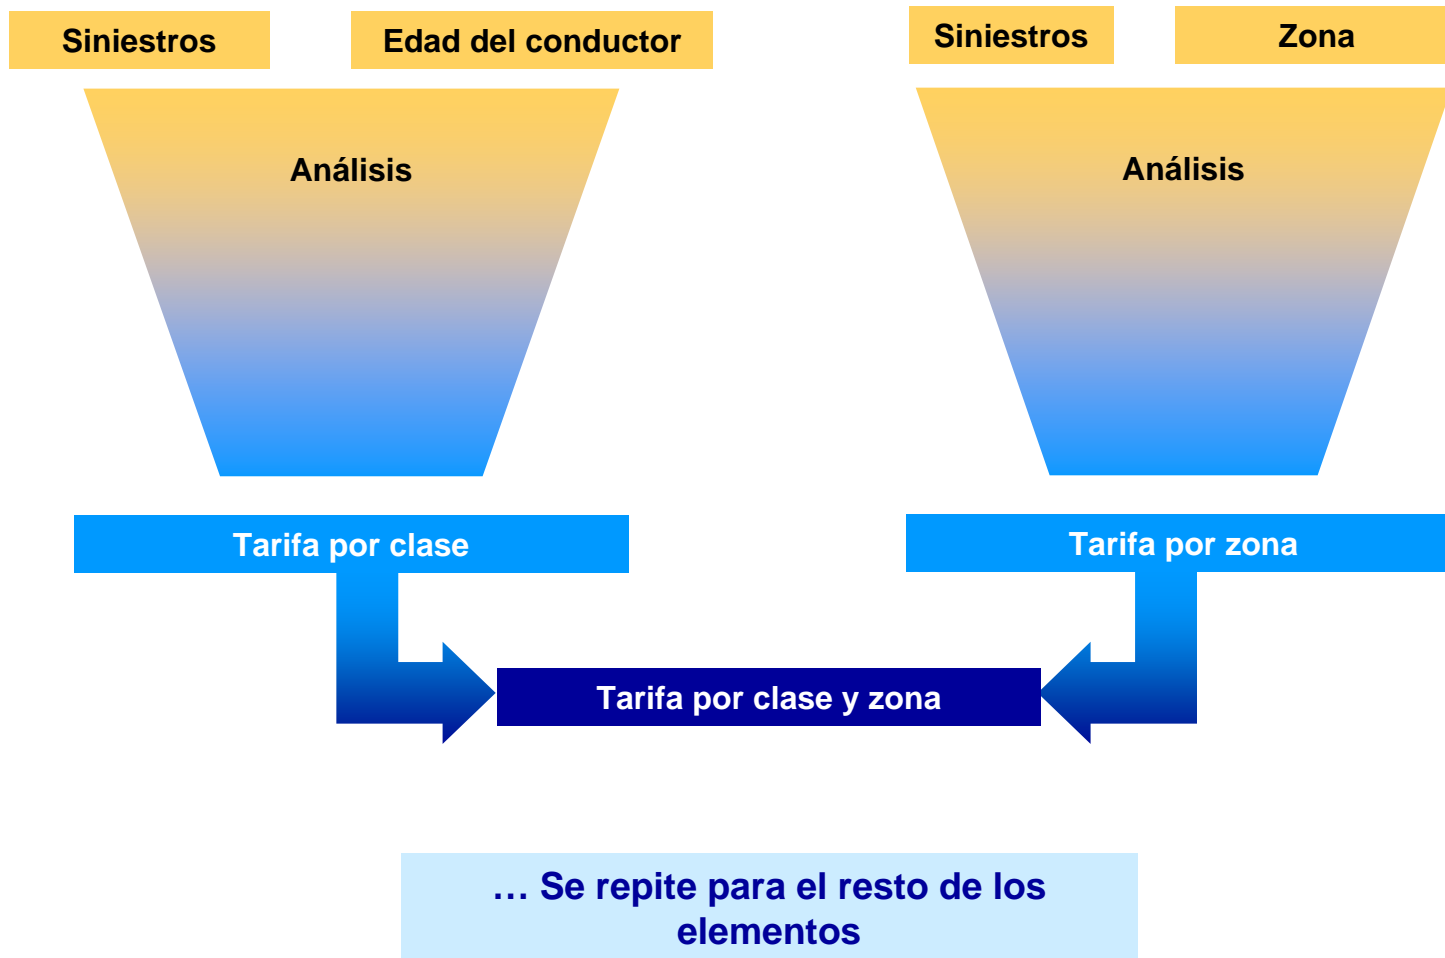 Siniestros
Edad del conductor
Siniestros
Zona
Análisis
Análisis
Tarifa por clase
Tarifa por zona
Tarifa por clase y zona
… Se repite para el resto de los
elementos